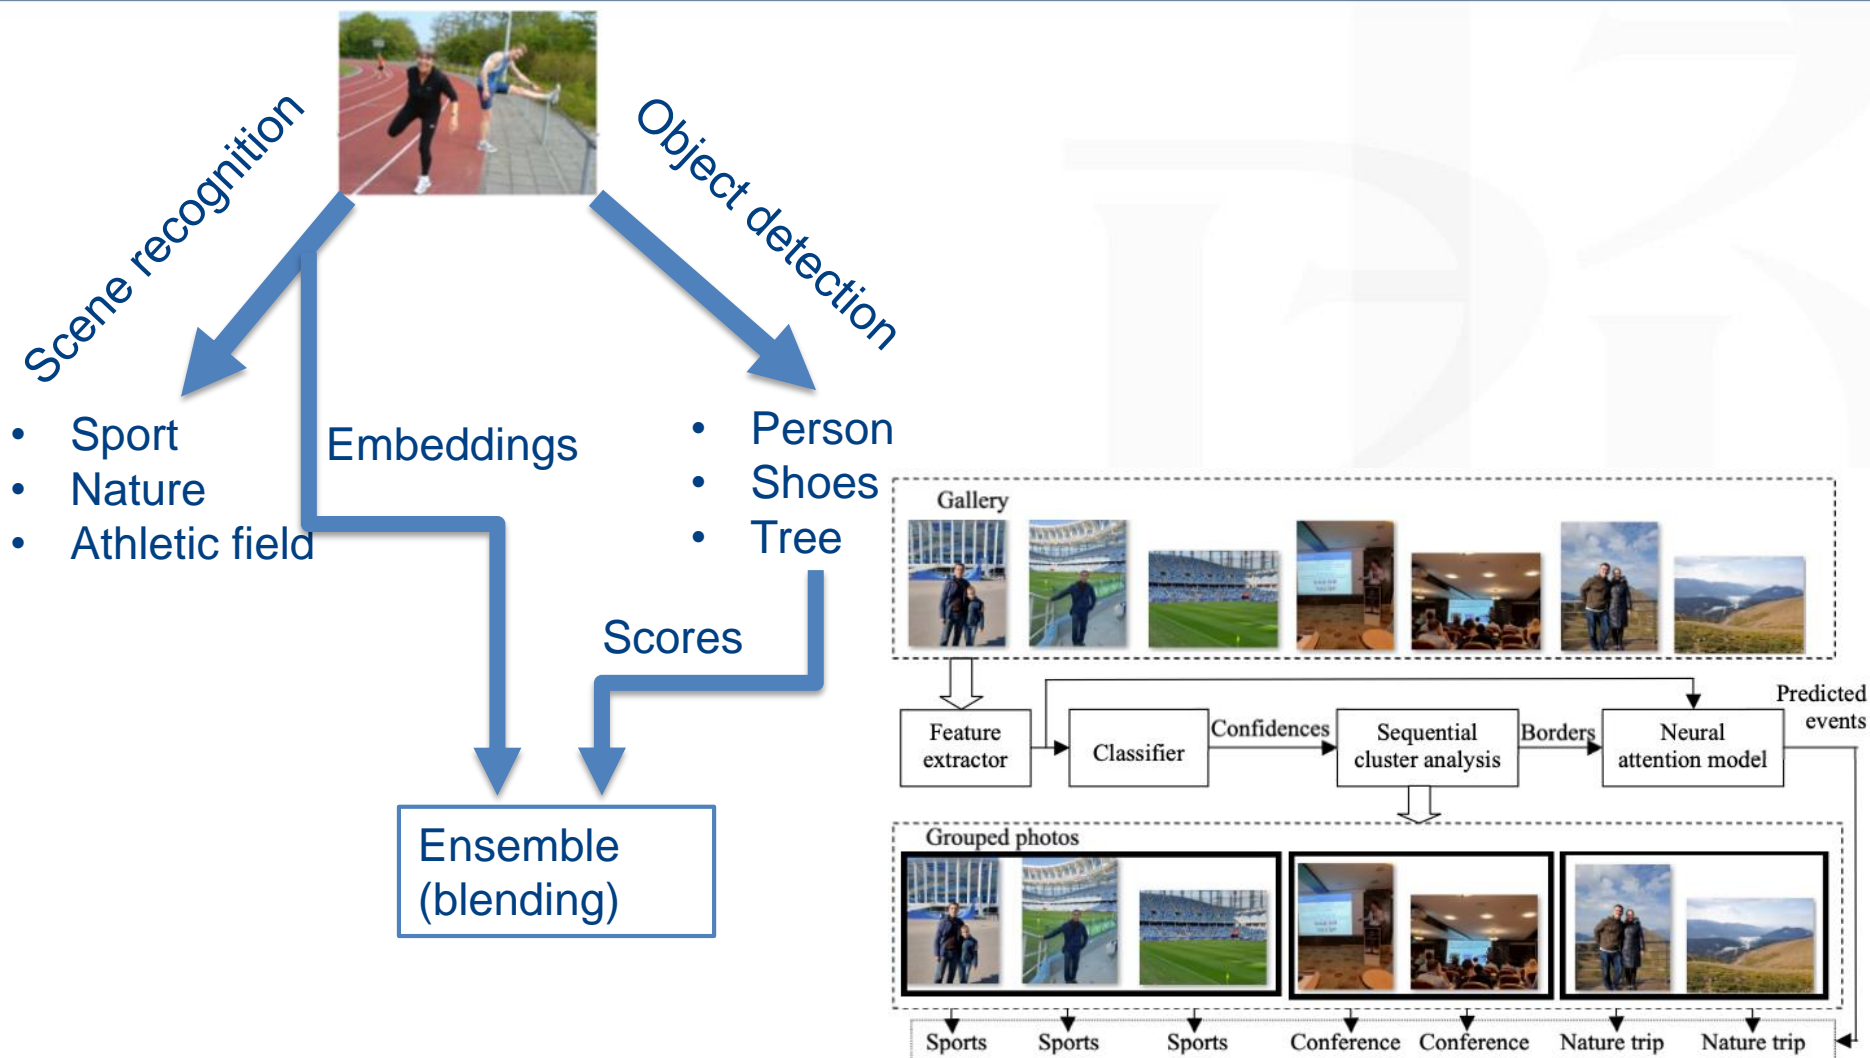 Scene recognition
Object detection
• Sport
• Nature
• Athletic field
Embeddings
• Person
• Shoes
• Tree
Scores
Ensemble
(blending)
Gallery
Feature
extractor
Classifier
Confidences
Sequential
cluster analysis
Borders
Neural
attention model
Predicted
events
Grouped photos
Sports
Sports
Sports
Conference
Conference
Nature trip
Nature trip